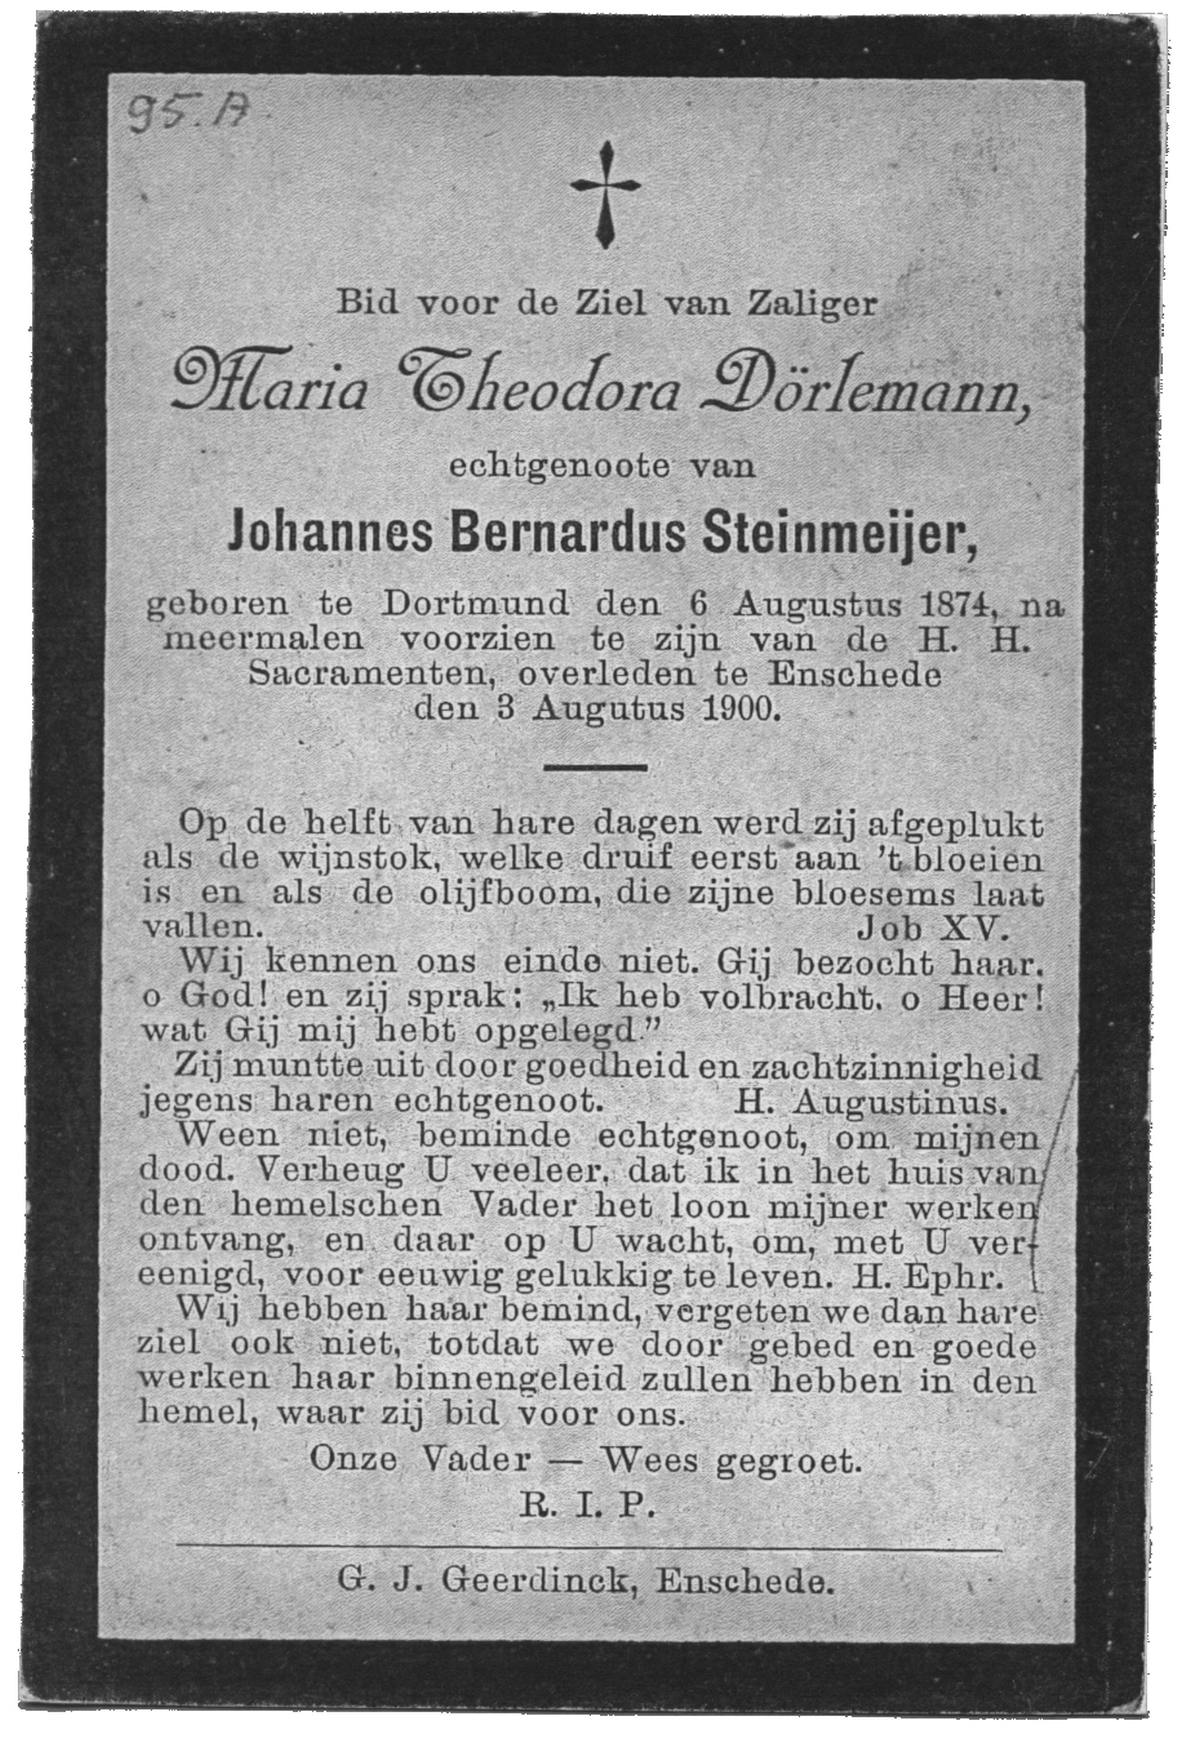 95.A
Bid voor de Ziel van Zaliger
Maria Theodora Dörlemann,
echtgenoote van
Johannes Bernardus Steinmeijer,
geboren te Dortmund den 6 Augustus 1874, na
meermalen voorzien te zijn van de H. H.
Sacramenten, overleden te Enschede
den 3 Augutus 1900.
Op de helft van hare dagen werd zij afgeplukt
als de wijnstok, welke druif eerst aan 't bloeien
is en als de olijfboom, die zijne bloesems laat
vallen. Job XV.
Wij kennen ons einde niet. Gij bezocht haar.
o God! en zij sprak: „Ik heb volbracht. o Heer!
wat Gij mij hebt opgelegd.”
Zij muntte uit door goedheid en zachtzinnigheid
jegens haren echtgenoot. H. Augustinus.
Ween niet, beminde echtgenoot, om mijnen
dood. Verheug U veeleer, dat ik in het huis van
den hemelschen Vader het loon mijner werken
ontvang, en daar op U wacht, om, met U ver-
eenigd, voor eeuwig gelukkig te leven. H. Ephr.
Wij hebben haar bemind, vergeten we dan hare
ziel ook niet, totdat we door gebed en goede
werken haar binnengeleid zullen hebben in den
hemel, waar zij bid voor ons.
Onze Vader — Wees gegroet.
R. I. P.
G. J. Geerdinck, Enschede.